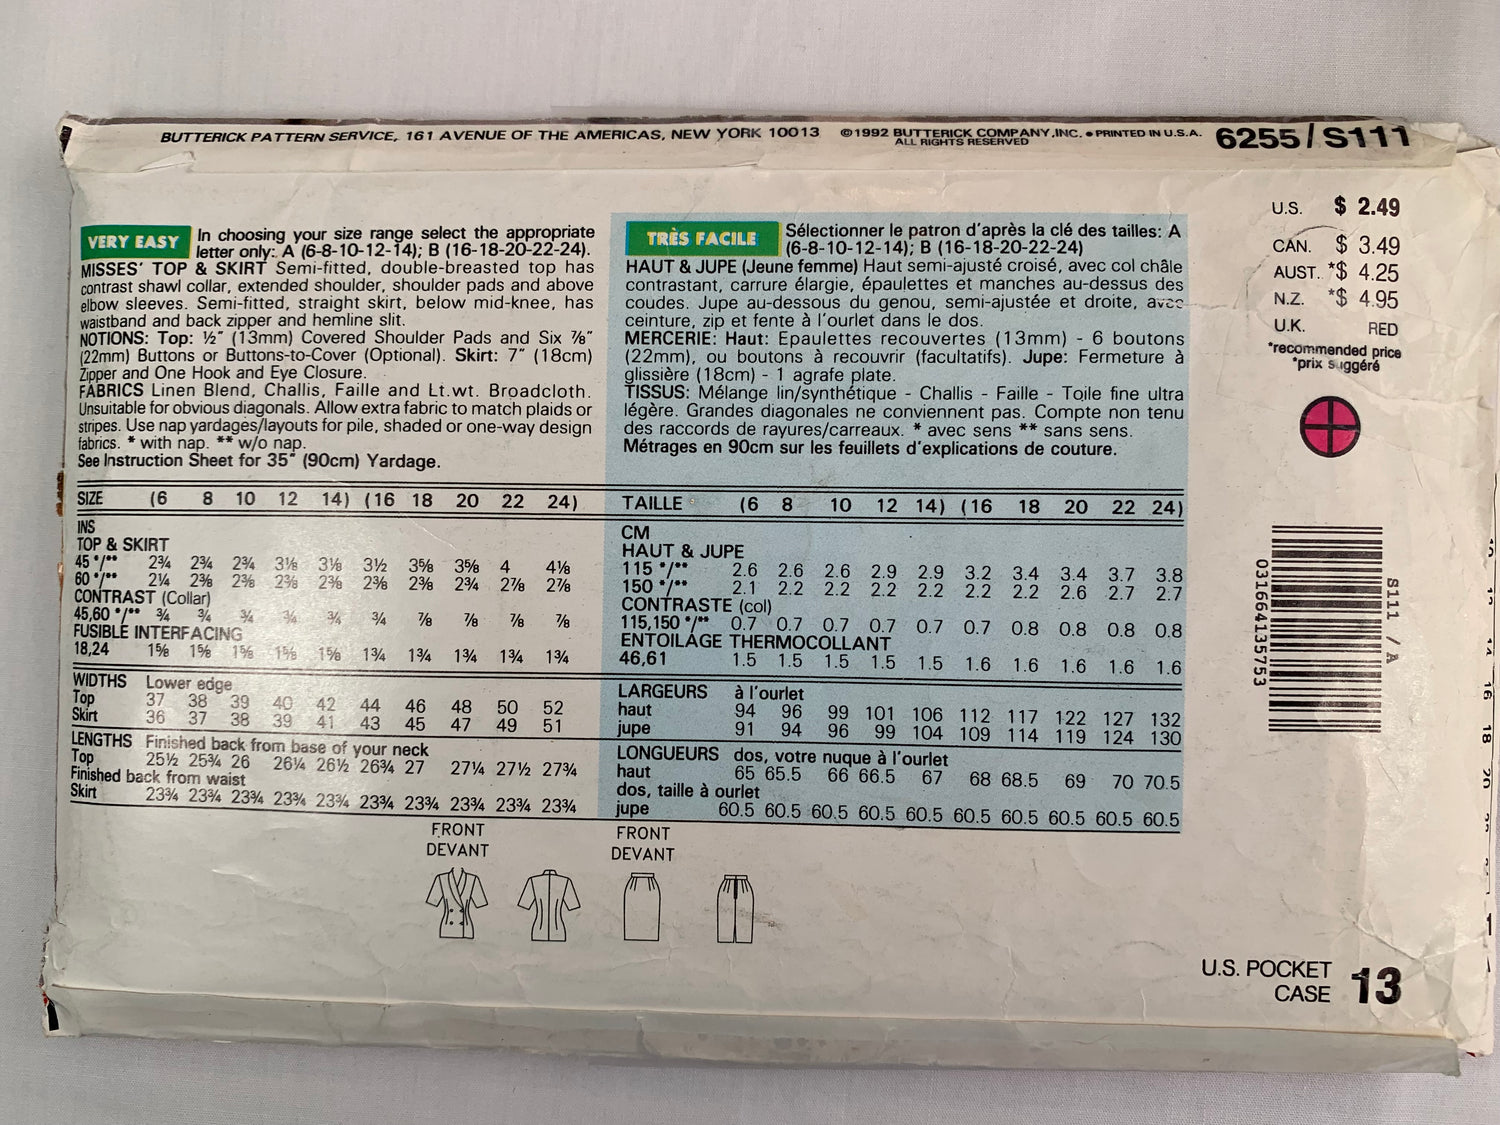 BUTTERICK PATTERN SERVICE, 161 AVENUE OF THE AMERICAS, NEW YORK 10013 ©1992 BUTTERICK COMPANY, INC. • PRINTED IN U.S.A. 6255/S111
ALL RIGHTS RESERVED
VERY EASY In choosing your size range select the appropriate
letter only: A (6-8-10-12-14); B (16-18-20-22-24).
MISSES' TOP & SKIRT Semi-fitted, double-breasted top has
contrast shawl collar, extended shoulder, shoulder pads and above
elbow sleeves. Semi-fitted, straight skirt, below mid-knee, has
waistband and back zipper and hemline slit.
NOTIONS: Top: ½" (13mm) Covered Shoulder Pads and Six ⅞"
(22mm) Buttons or Buttons-to-Cover (Optional). Skirt: 7" (18cm)
Zipper and One Hook and Eye Closure.
FABRICS Linen Blend, Challis, Faille and Lt.wt. Broadcloth.
Unsuitable for obvious diagonals. Allow extra fabric to match plaids or
stripes. Use nap yardages/layouts for pile, shaded or one-way design
fabrics. * with nap. ** w/o nap.
See Instruction Sheet for 35" (90cm) Yardage.
SIZE (6 8 10 12 14) (16 18 20 22 24)
INS
TOP & SKIRT
45 */** 2¾ 2¾ 2¾ 3⅛ 3⅛ 3½ 3⅝ 3⅝ 4 4⅛
60 */** 2¼ 2⅜ 2⅜ 2⅜ 2⅜ 2⅜ 2⅜ 2¾ 2⅞ 2⅞
CONTRAST (Collar)
45,60 */** ¾ ¾ ¾ ¾ ¾ ¾ ⅞ ⅞ ⅞ ⅞
FUSIBLE INTERFACING
18,24 1⅝ 1⅝ 1⅝ 1⅝ 1⅝ 1¾ 1¾ 1¾ 1¾ 1¾
WIDTHS Lower edge
Top 37 38 39 40 42 44 46 48 50 52
Skirt 36 37 38 39 41 43 45 47 49 51
LENGTHS Finished back from base of your neck
Top 25½ 25¾ 26 26¼ 26½ 26¾ 27 27¼ 27½ 27¾
Finished back from waist
Skirt 23¾ 23¾ 23¾ 23¾ 23¾ 23¾ 23¾ 23¾ 23¾ 23¾
TRÈS FACILE Sélectionner le patron d'après la clé des tailles: A
(6-8-10-12-14); B (16-18-20-22-24)
HAUT & JUPE (Jeune femme) Haut semi-ajusté croisé, avec col châle
contrastant, carrure élargie, épaulettes et manches au-dessus des
coudes. Jupe au-dessous du genou, semi-ajustée et droite, avec
ceinture, zip et fente à l'ourlet dans le dos.
MERCERIE: Haut: Epaulettes recouvertes (13mm) - 6 boutons
(22mm), ou boutons à recouvrir (facultatifs). Jupe: Fermeture à
glissière (18cm) - 1 agrafe plate.
TISSUS: Mélange lin/synthétique - Challis - Faille - Toile fine ultra
légère. Grandes diagonales ne conviennent pas. Compte non tenu
des raccords de rayures/carreaux. * avec sens ** sans sens.
Métrages en 90cm sur les feuillets d'explications de couture.
TAILLE (6 8 10 12 14) (16 18 20 22 24)
CM
HAUT & JUPE
115 */** 2.6 2.6 2.6 2.9 2.9 3.2 3.4 3.4 3.7 3.8
150 */** 2.1 2.2 2.2 2.2 2.2 2.2 2.2 2.6 2.7 2.7
CONTRASTE (col)
115,150 */** 0.7 0.7 0.7 0.7 0.7 0.7 0.8 0.8 0.8 0.8
ENTOILAGE THERMOCOLLANT
46,61 1.5 1.5 1.5 1.5 1.5 1.6 1.6 1.6 1.6 1.6
LARGEURS à l'ourlet
haut 94 96 99 101 106 112 117 122 127 132
jupe 91 94 96 99 104 109 114 119 124 130
LONGUEURS dos, votre nuque à l'ourlet
haut 65 65.5 66 66.5 67 68 68.5 69 70 70.5
dos, taille à ourlet
jupe 60.5 60.5 60.5 60.5 60.5 60.5 60.5 60.5 60.5 60.5
FRONT
DEVANT
FRONT
DEVANT
U.S. $ 2.49
CAN. $ 3.49
AUST. *$ 4.25
N.Z. *$ 4.95
U.K. RED
*recommended price
*prix suggéré
031664135753
S111 / A
U.S. POCKET
CASE 13
16
18
20